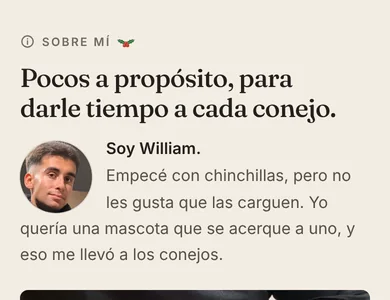 SOBRE MÍ
Pocos a propósito, para
darle tiempo a cada conejo.
Soy William.
Empecé con chinchillas, pero no
les gusta que las carguen. Yo
quería una mascota que se acerque a uno, y
eso me llevó a los conejos.